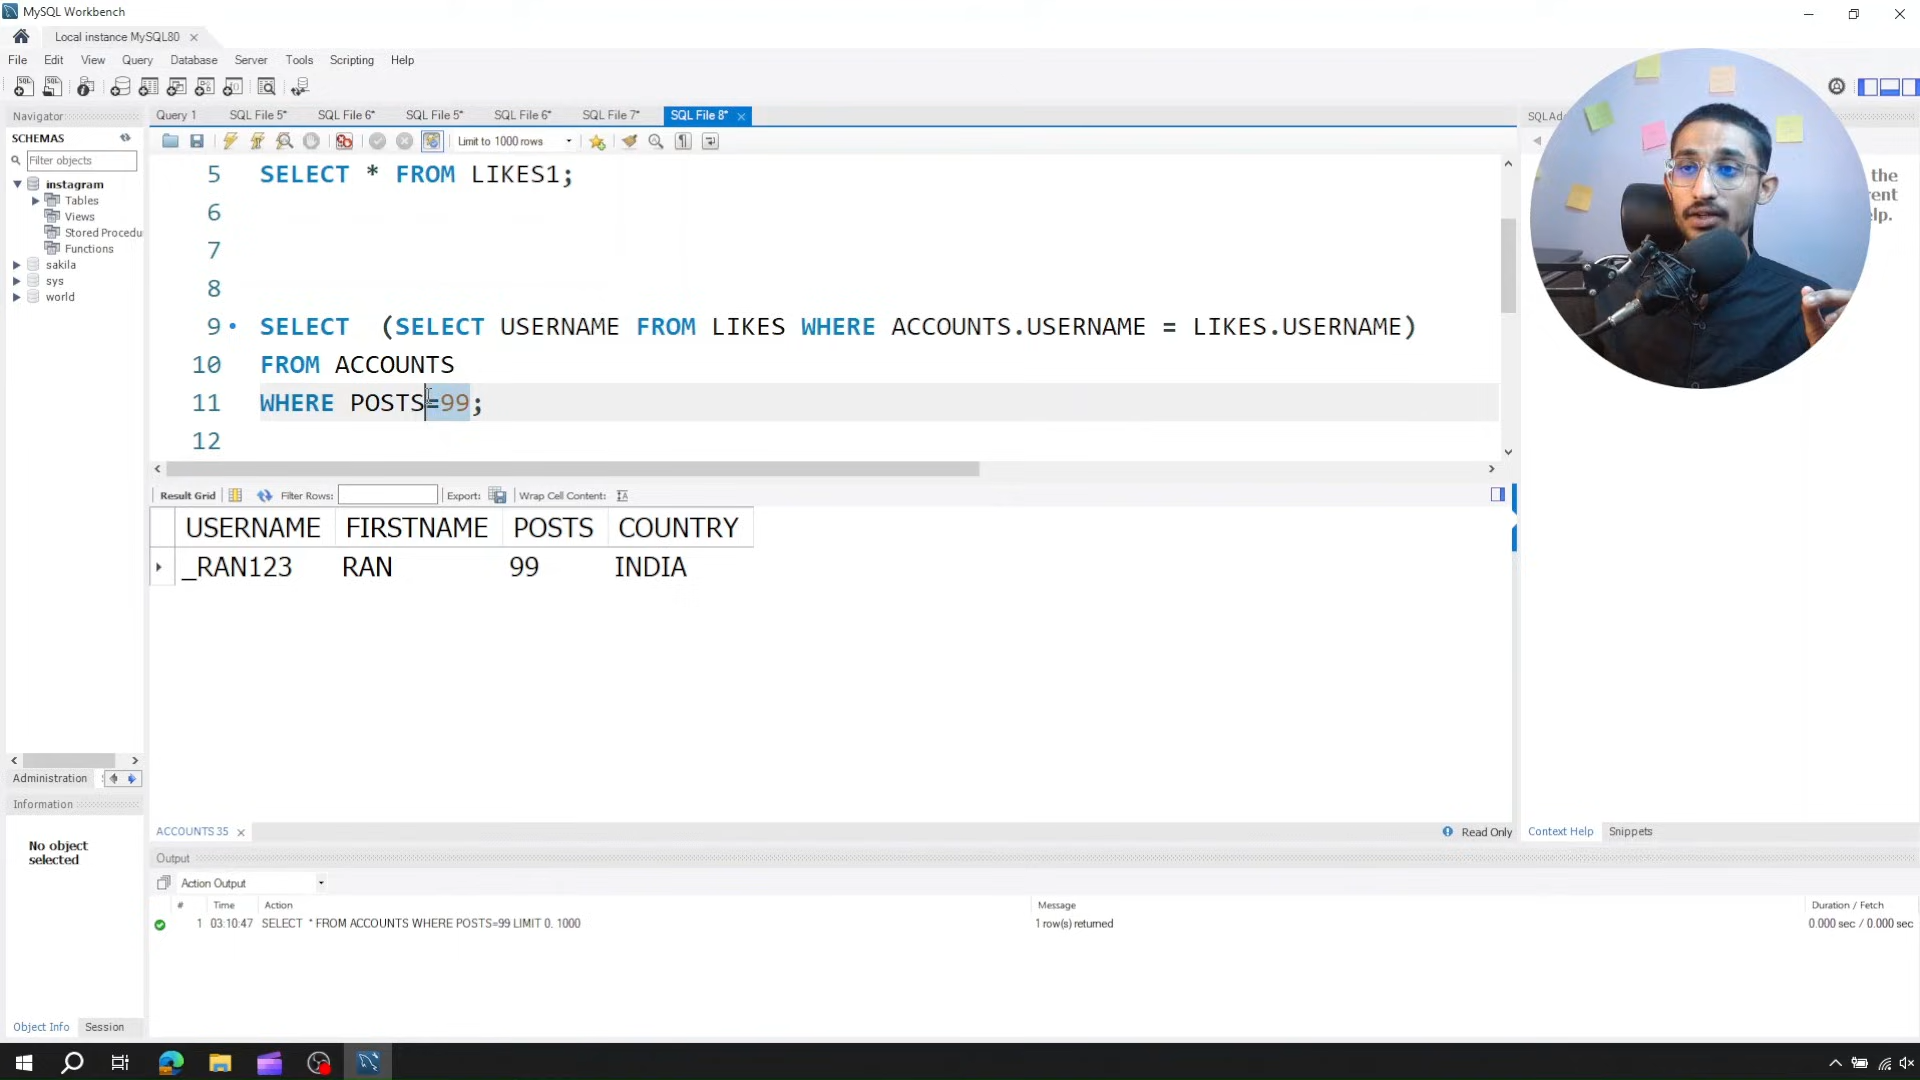 MySQL Workbench
Local instance MySQL80
File Edit View Query Database Server Tools Scripting Help
Navigator
SCHEMAS
Filter objects
instagram
Tables
Views
Stored Procedu
Functions
sakila
sys
world
Administration
Information
No object
selected
Object Info Session
Query 1 SQL File 5* SQL File 6* SQL File 5* SQL File 6* SQL File 7* SQL File 8*
Limit to 1000 rows
5 SELECT * FROM LIKES1;
6
7
8
9 SELECT (SELECT USERNAME FROM LIKES WHERE ACCOUNTS.USERNAME = LIKES.USERNAME)
10 FROM ACCOUNTS
11 WHERE POSTS=99;
12
Result Grid Filter Rows: Export: Wrap Cell Content:
USERNAME FIRSTNAME POSTS COUNTRY
_RAN123 RAN 99 INDIA
ACCOUNTS 35 Read Only
Output
Action Output
# Time Action Message Duration / Fetch
1 03:10:47 SELECT * FROM ACCOUNTS WHERE POSTS=99 LIMIT 0, 1000 1 row(s) returned 0.000 sec / 0.000 sec
the
Context Help Snippets